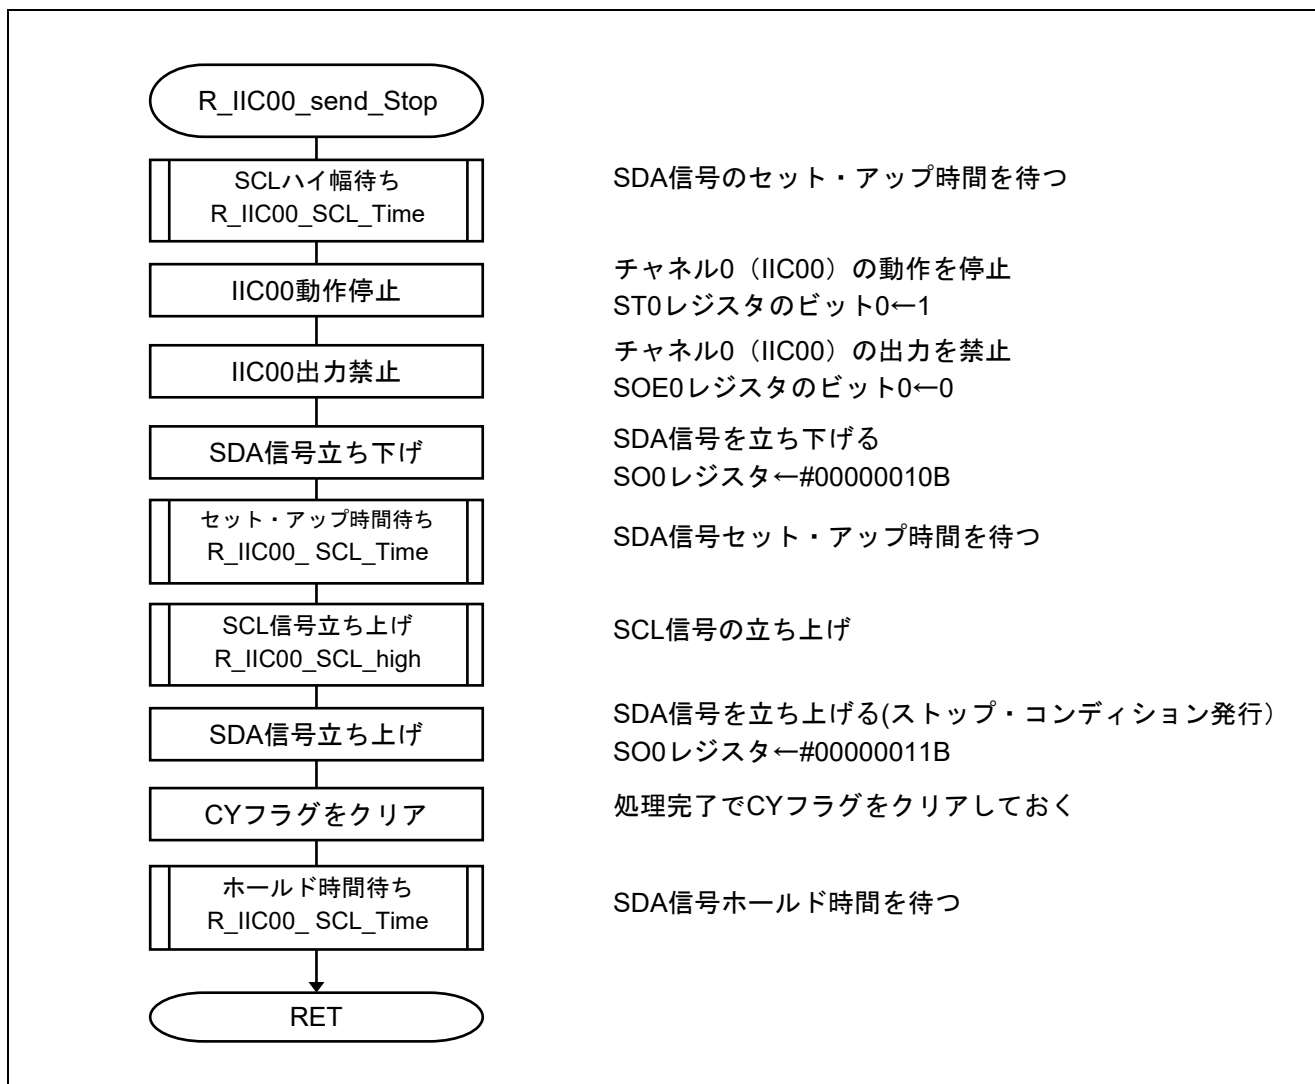 R_IIC00_send_Stop
SCLハイ幅待ち
R_IIC00_SCL_Time
SDA信号のセット・アップ時間を待つ
IIC00動作停止
チャネル0（IIC00）の動作を停止
ST0レジスタのビット0←1
IIC00出力禁止
チャネル0（IIC00）の出力を禁止
SOE0レジスタのビット0←0
SDA信号立ち下げ
SDA信号を立ち下げる
SO0レジスタ←#00000010B
セット・アップ時間待ち
R_IIC00_ SCL_Time
SDA信号セット・アップ時間を待つ
SCL信号立ち上げ
R_IIC00_SCL_high
SCL信号の立ち上げ
SDA信号立ち上げ
SDA信号を立ち上げる(ストップ・コンディション発行）
SO0レジスタ←#00000011B
CYフラグをクリア
処理完了でCYフラグをクリアしておく
ホールド時間待ち
R_IIC00_ SCL_Time
SDA信号ホールド時間を待つ
RET